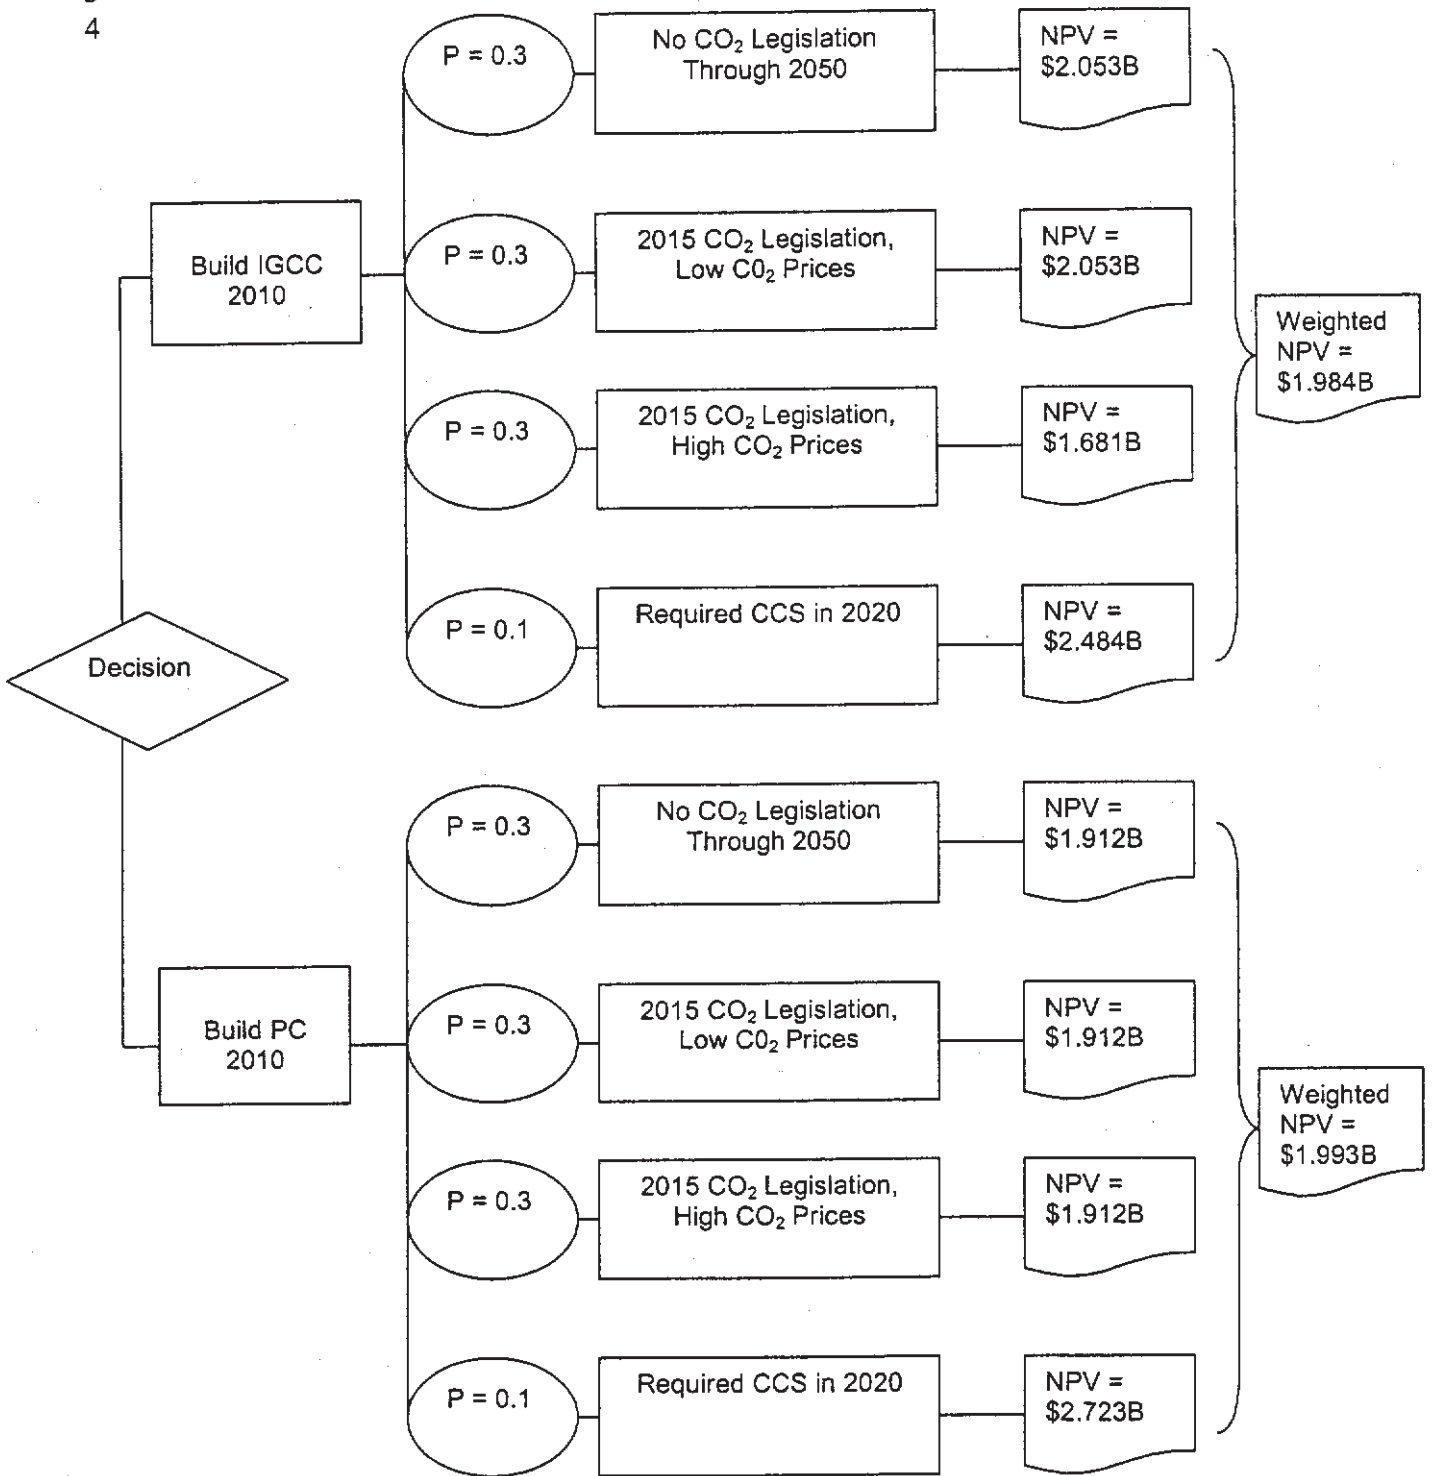 4
P = 0.3
No CO₂ Legislation
Through 2050
NPV =
$2.053B
P = 0.3
2015 CO₂ Legislation,
Low C0₂ Prices
NPV =
$2.053B
Build IGCC
2010
P = 0.3
2015 CO₂ Legislation,
High CO₂ Prices
NPV =
$1.681B
P = 0.1
Required CCS in 2020
NPV =
$2.484B
Weighted
NPV =
$1.984B
Decision
P = 0.3
No CO₂ Legislation
Through 2050
NPV =
$1.912B
P = 0.3
2015 CO₂ Legislation,
Low C0₂ Prices
NPV =
$1.912B
Build PC
2010
P = 0.3
2015 CO₂ Legislation,
High CO₂ Prices
NPV =
$1.912B
P = 0.1
Required CCS in 2020
NPV =
$2.723B
Weighted
NPV =
$1.993B